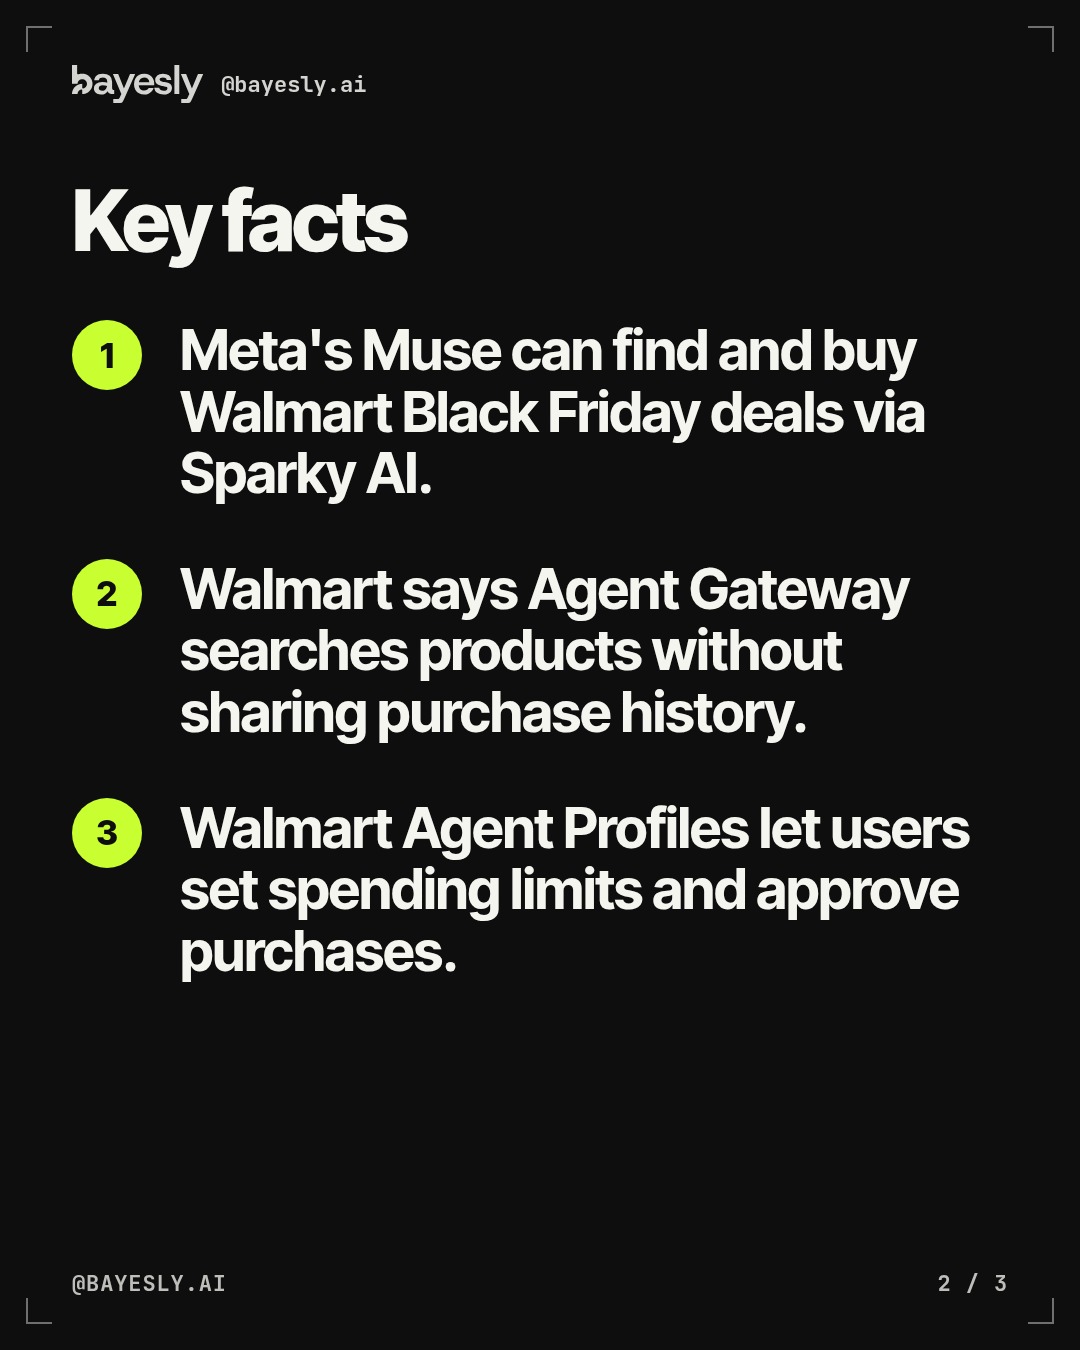 bayesly @bayesly.ai
Key facts
1 Meta's Muse can find and buy
Walmart Black Friday deals via
Sparky AI.
2 Walmart says Agent Gateway
searches products without
sharing purchase history.
3 Walmart Agent Profiles let users
set spending limits and approve
purchases.
@BAYESLY.AI 2 / 3